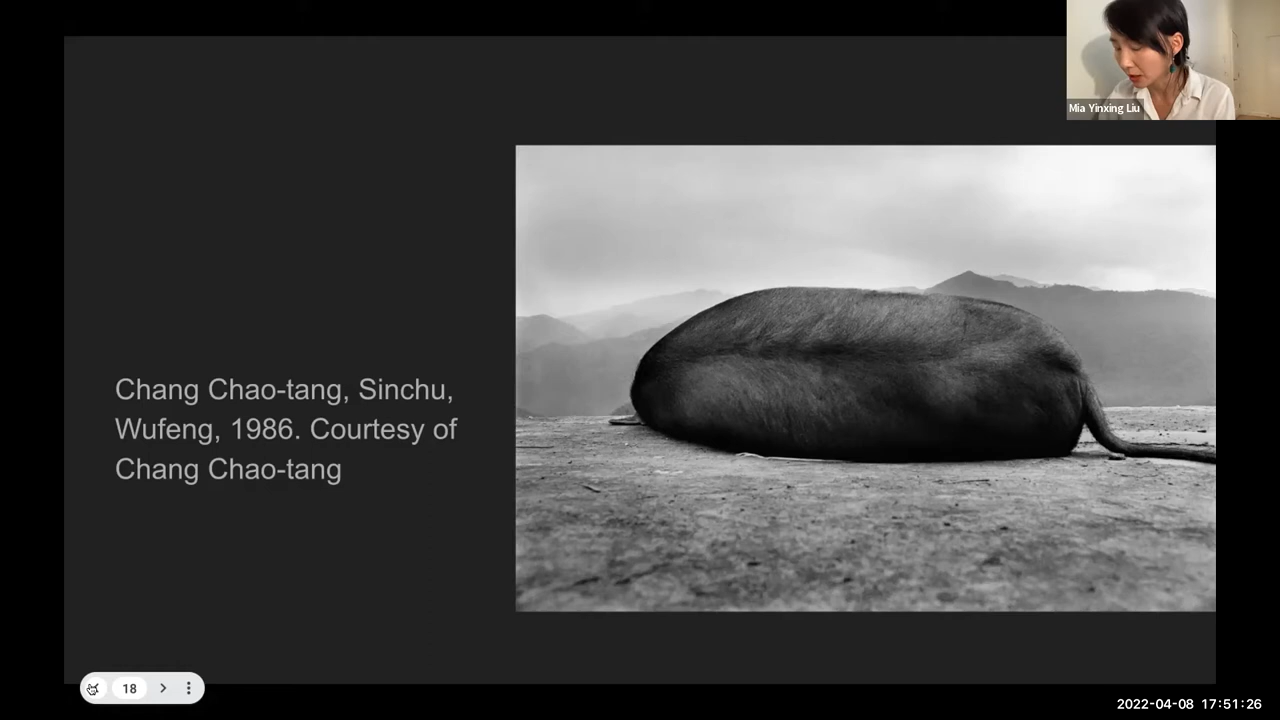 Mia Yinxing Liu
Chang Chao-tang, Sinchu,
Wufeng, 1986. Courtesy of
Chang Chao-tang
18
2022-04-08 17:51:26